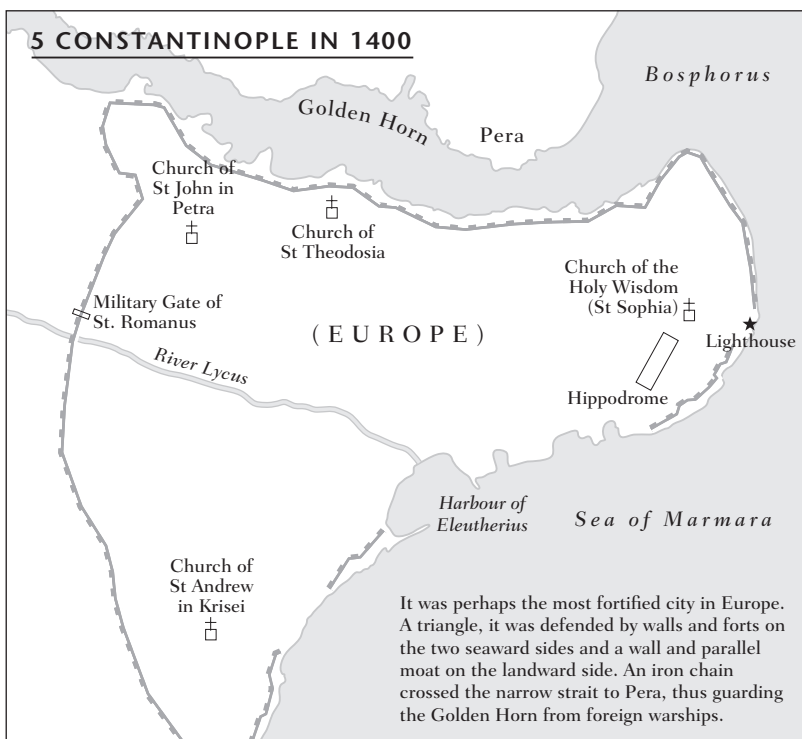 5 CONSTANTINOPLE IN 1400
Bosphorus
Golden Horn
Pera
Church of
St John in
Petra
Church of
St Theodosia
Church of the
Holy Wisdom
(St Sophia)
Military Gate of
St. Romanus
(EUROPE)
Lighthouse
River Lycus
Hippodrome
Harbour of
Eleutherius
Sea of Marmara
Church of
St Andrew
in Krisei
It was perhaps the most fortified city in Europe.
A triangle, it was defended by walls and forts on
the two seaward sides and a wall and parallel
moat on the landward side. An iron chain
crossed the narrow strait to Pera, thus guarding
the Golden Horn from foreign warships.